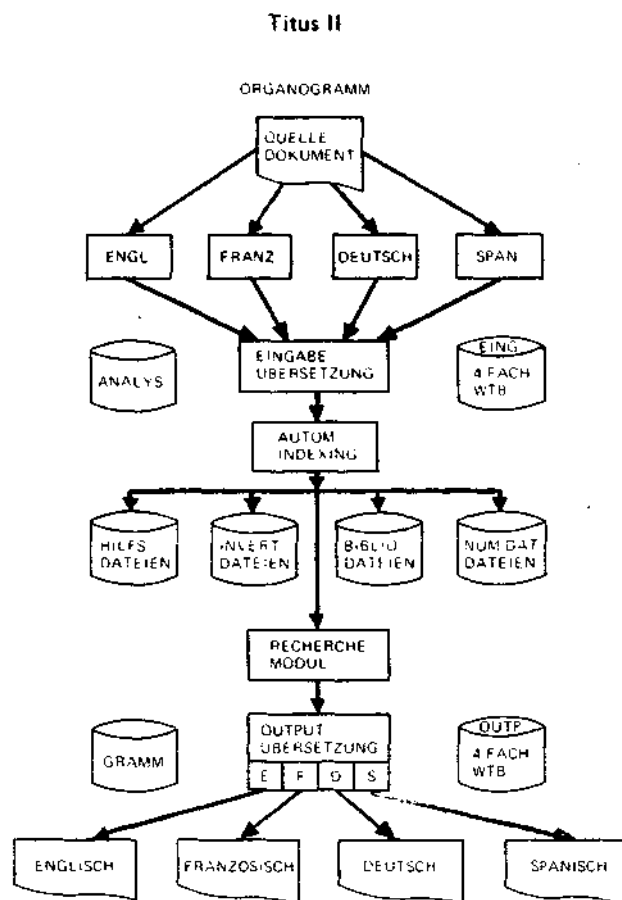 Titus II
ORGANOGRAMM
QUELLE
DOKUMENT
ENGL
FRANZ
DEUTSCH
SPAN
EINGABE
ÜBERSETZUNG
ANALYS
EING
4 FACH
WTB
AUTOM
INDEXING
HILFS
DATEIEN
INVERT
DATEIEN
BIBLIO
DATEIEN
NUM DAT
DATEIEN
RECHERCHE
MODUL
OUTPUT
ÜBERSETZUNG
E F D S
GRAMM
OUTP
4 FACH
WTB
ENGLISCH
FRANZÖSISCH
DEUTSCH
SPANISCH